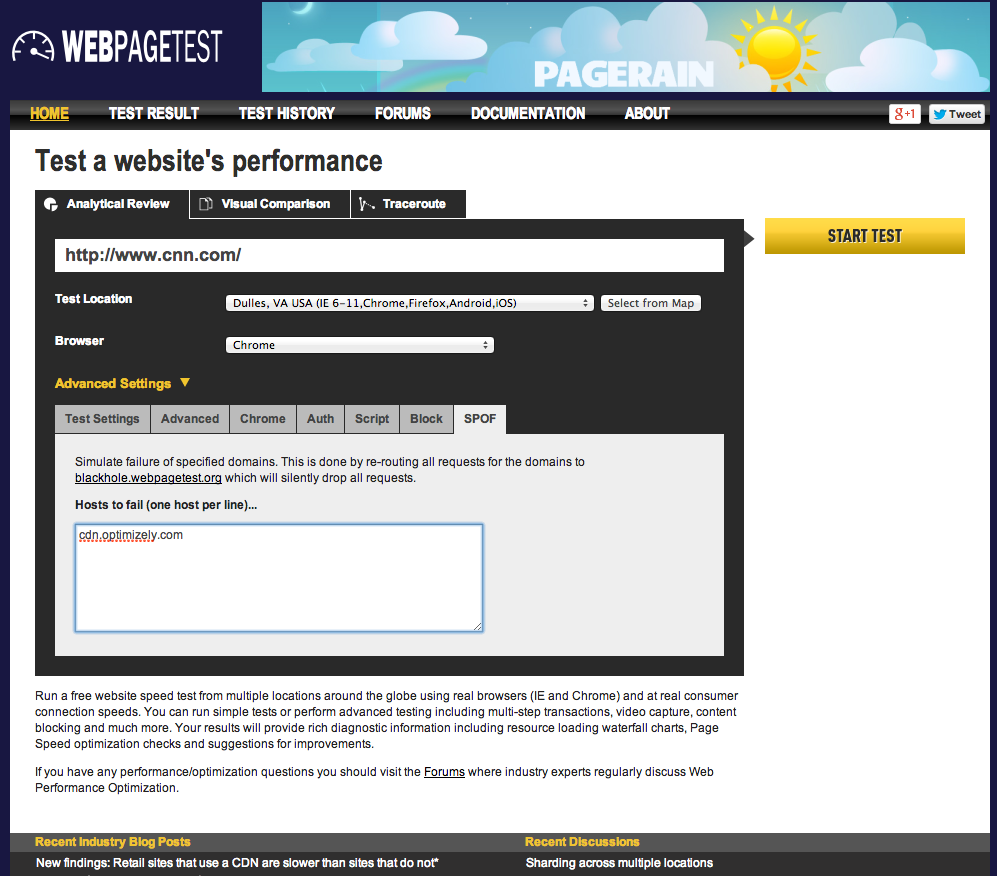 WEBPAGETEST
PAGERAIN
HOME TEST RESULT TEST HISTORY FORUMS DOCUMENTATION ABOUT
g+1 Tweet
Test a website's performance
Analytical Review Visual Comparison Traceroute
http://www.cnn.com/
START TEST
Test Location
Dulles, VA USA (IE 6-11,Chrome,Firefox,Android,iOS)
Select from Map
Browser
Chrome
Advanced Settings ▼
Test Settings Advanced Chrome Auth Script Block SPOF
Simulate failure of specified domains. This is done by re-routing all requests for the domains to
blackhole.webpagetest.org which will silently drop all requests.
Hosts to fail (one host per line)...
cdn.optimizely.com
Run a free website speed test from multiple locations around the globe using real browsers (IE and Chrome) and at real consumer
connection speeds. You can run simple tests or perform advanced testing including multi-step transactions, video capture, content
blocking and much more. Your results will provide rich diagnostic information including resource loading waterfall charts, Page
Speed optimization checks and suggestions for improvements.
If you have any performance/optimization questions you should visit the Forums where industry experts regularly discuss Web
Performance Optimization.
Recent Industry Blog Posts
New findings: Retail sites that use a CDN are slower than sites that do not*
Recent Discussions
Sharding across multiple locations